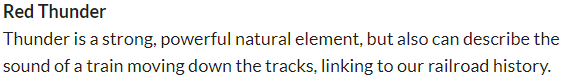 Red Thunder
Thunder is a strong, powerful natural element, but also can describe the
sound of a train moving down the tracks, linking to our railroad history.